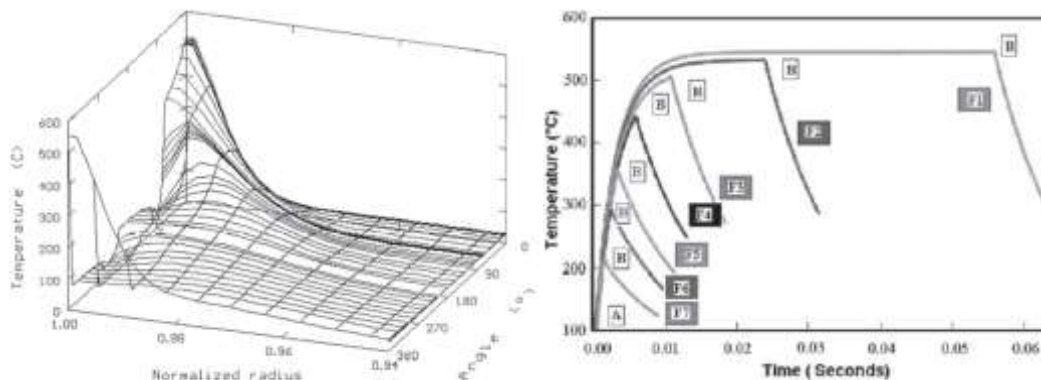 Temperature (C)
600
500
400
300
200
100
0
1.00
0.98
0.96
0.94
Normalized radius
0
90
180
270
360
Angle (°)
Temperature (°C)
600
500
400
300
200
100
B
B
F1
F2
F3
F4
F5
F6
F7
A
0.00
0.01
0.02
0.03
0.04
0.05
0.06
Time ( Seconds)